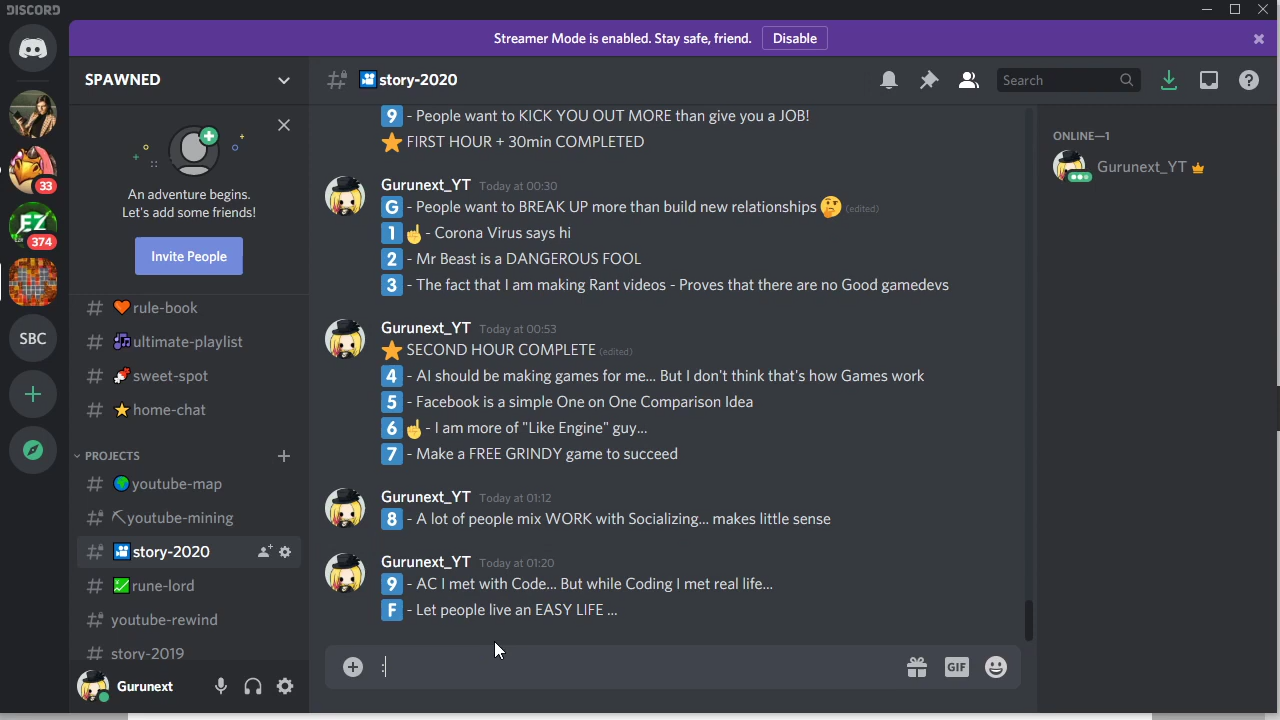 DISCORD
Streamer Mode is enabled. Stay safe, friend. Disable
SPAWNED
story-2020
Search
An adventure begins.
Let's add some friends!
Invite People
rule-book
ultimate-playlist
sweet-spot
home-chat
PROJECTS
youtube-map
youtube-mining
story-2020
rune-lord
youtube-rewind
story-2019
Gurunext
33
EZ
374
SBC
9 - People want to KICK YOU OUT MORE than give you a JOB!
FIRST HOUR + 30min COMPLETED
Gurunext_YT Today at 00:30
G - People want to BREAK UP more than build new relationships (edited)
1 - Corona Virus says hi
2 - Mr Beast is a DANGEROUS FOOL
3 - The fact that I am making Rant videos - Proves that there are no Good gamedevs
Gurunext_YT Today at 00:53
SECOND HOUR COMPLETE (edited)
4 - AI should be making games for me... But I don't think that's how Games work
5 - Facebook is a simple One on One Comparison Idea
6 - I am more of "Like Engine" guy...
7 - Make a FREE GRINDY game to succeed
Gurunext_YT Today at 01:12
8 - A lot of people mix WORK with Socializing... makes little sense
Gurunext_YT Today at 01:20
9 - AC I met with Code... But while Coding I met real life...
F - Let people live an EASY LIFE ...
:
GIF
ONLINE—1
Gurunext_YT